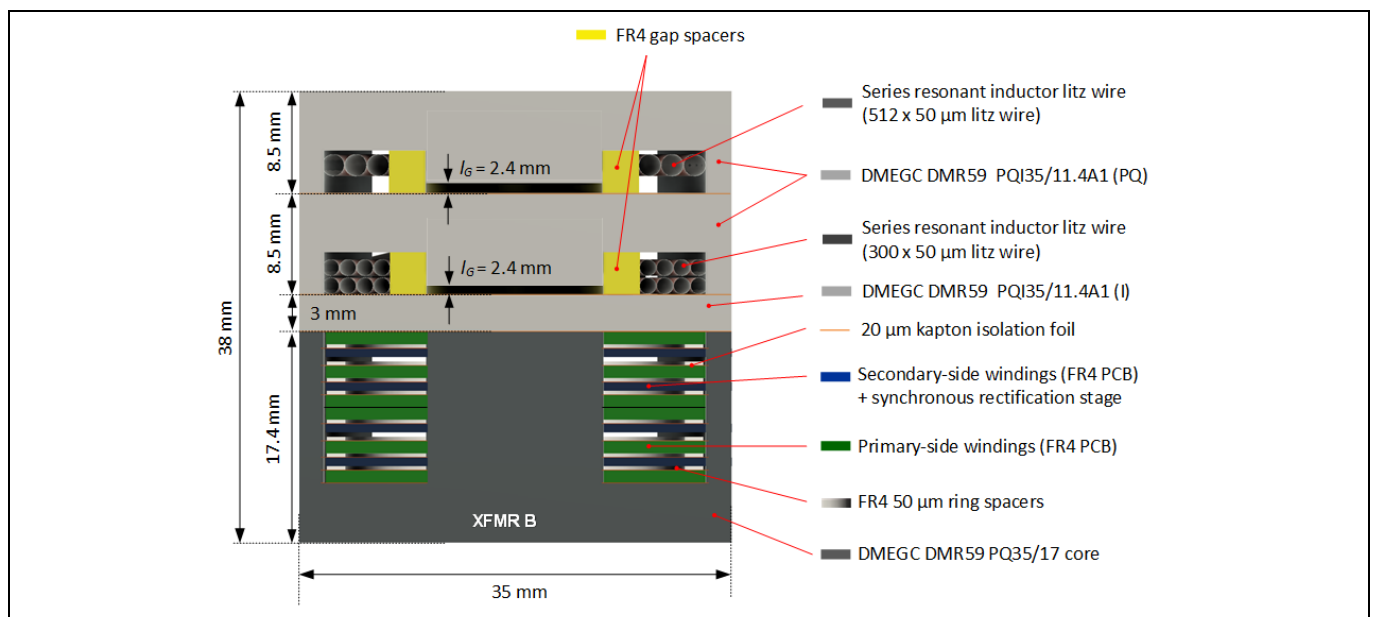 FR4 gap spacers
Series resonant inductor litz wire
(512 x 50 µm litz wire)
8.5 mm
lG = 2.4 mm
DMEGC DMR59 PQI35/11.4A1 (PQ)
Series resonant inductor litz wire
(300 x 50 µm litz wire)
8.5 mm
lG = 2.4 mm
DMEGC DMR59 PQI35/11.4A1 (I)
3 mm
20 µm kapton isolation foil
38 mm
Secondary-side windings (FR4 PCB)
+ synchronous rectification stage
17.4 mm
Primary-side windings (FR4 PCB)
FR4 50 µm ring spacers
XFMR B
DMEGC DMR59 PQ35/17 core
35 mm